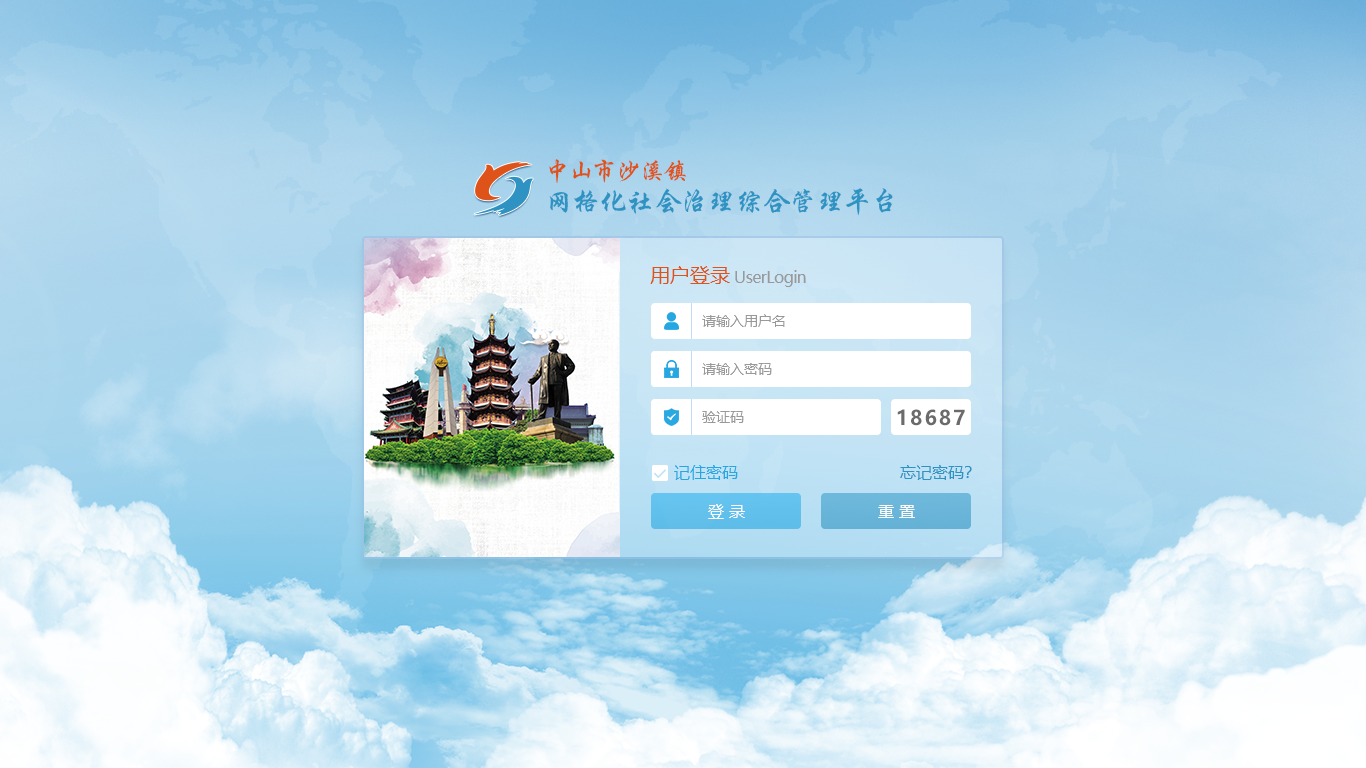 中山市沙溪镇
网格化社会治理综合管理平台
用户登录 UserLogin
请输入用户名
请输入密码
验证码 18687
记住密码 忘记密码?
登 录 重 置